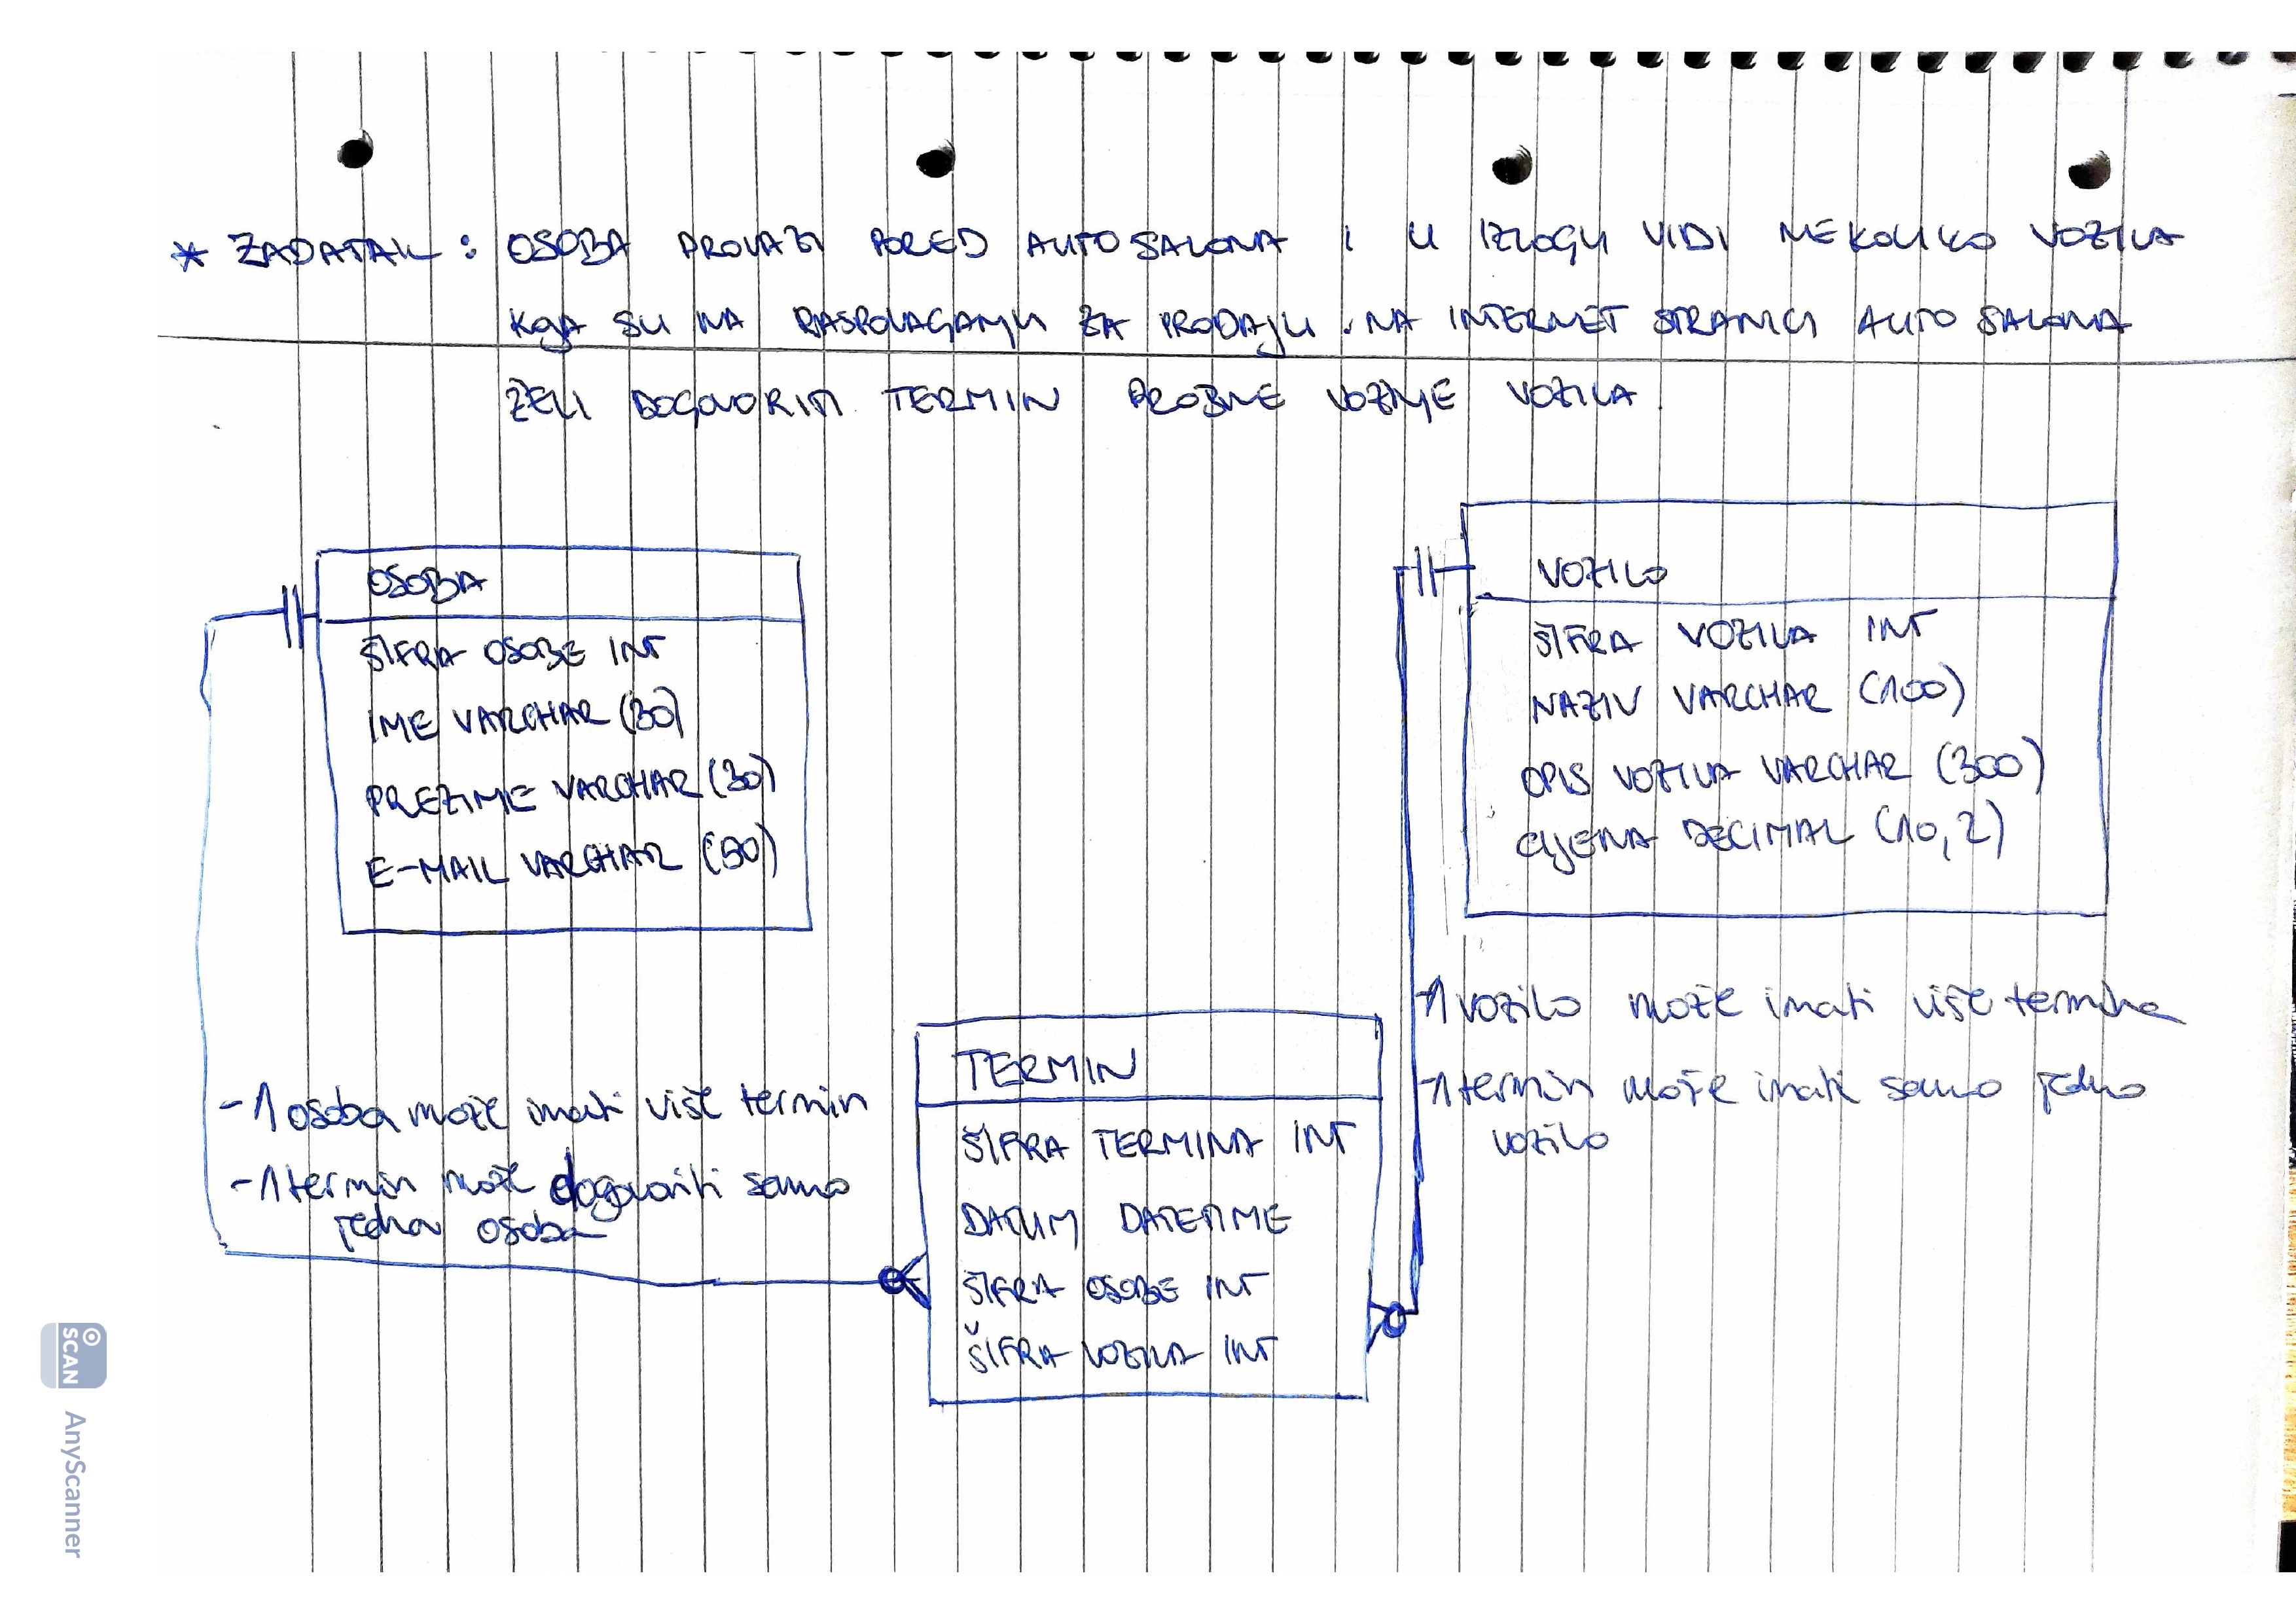 * ZADATAK: OSOBA PROLAZI PORED AUTO SALONA I U IZLOGU VIDI NEKOLIKO VOZILA
KOJA SU NA RASPOLAGANJU ZA PRODAJU. NA INTERNET STRANICI AUTO SALONA
ŽELI DOGOVORITI TERMIN PROBNE VOŽNJE VOZILA.
OSOBA
ŠIFRA OSOBE INT
IME VARCHAR (30)
PREZIME VARCHAR (30)
E-MAIL VARCHAR (50)
VOZILO
ŠIFRA VOZILA INT
NAZIV VARCHAR (100)
OPIS VOZILA VARCHAR (300)
CIJENA DECIMAL (10,2)
-1 vozilo može imati više termina
-1 termin može imati samo jedno
vozilo
-1 osoba može imati više termin
-1 termin može dogovoriti samo
jedna osoba
TERMIN
ŠIFRA TERMINA INT
DATUM DATETIME
ŠIFRA OSOBE INT
ŠIFRA VOZILA INT
SCAN
AnyScanner